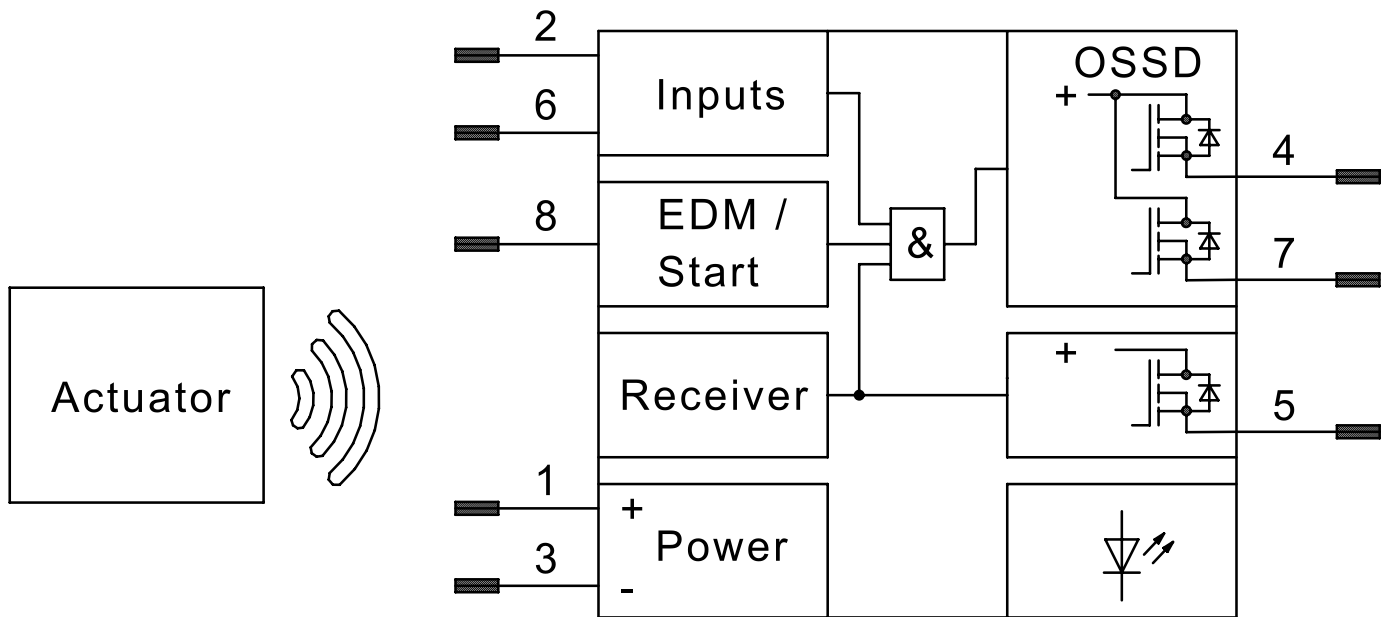 2
Inputs
6
OSSD
+
4
EDM /
Start
8
&
7
Actuator
Receiver
+
5
1
+
Power
3
-